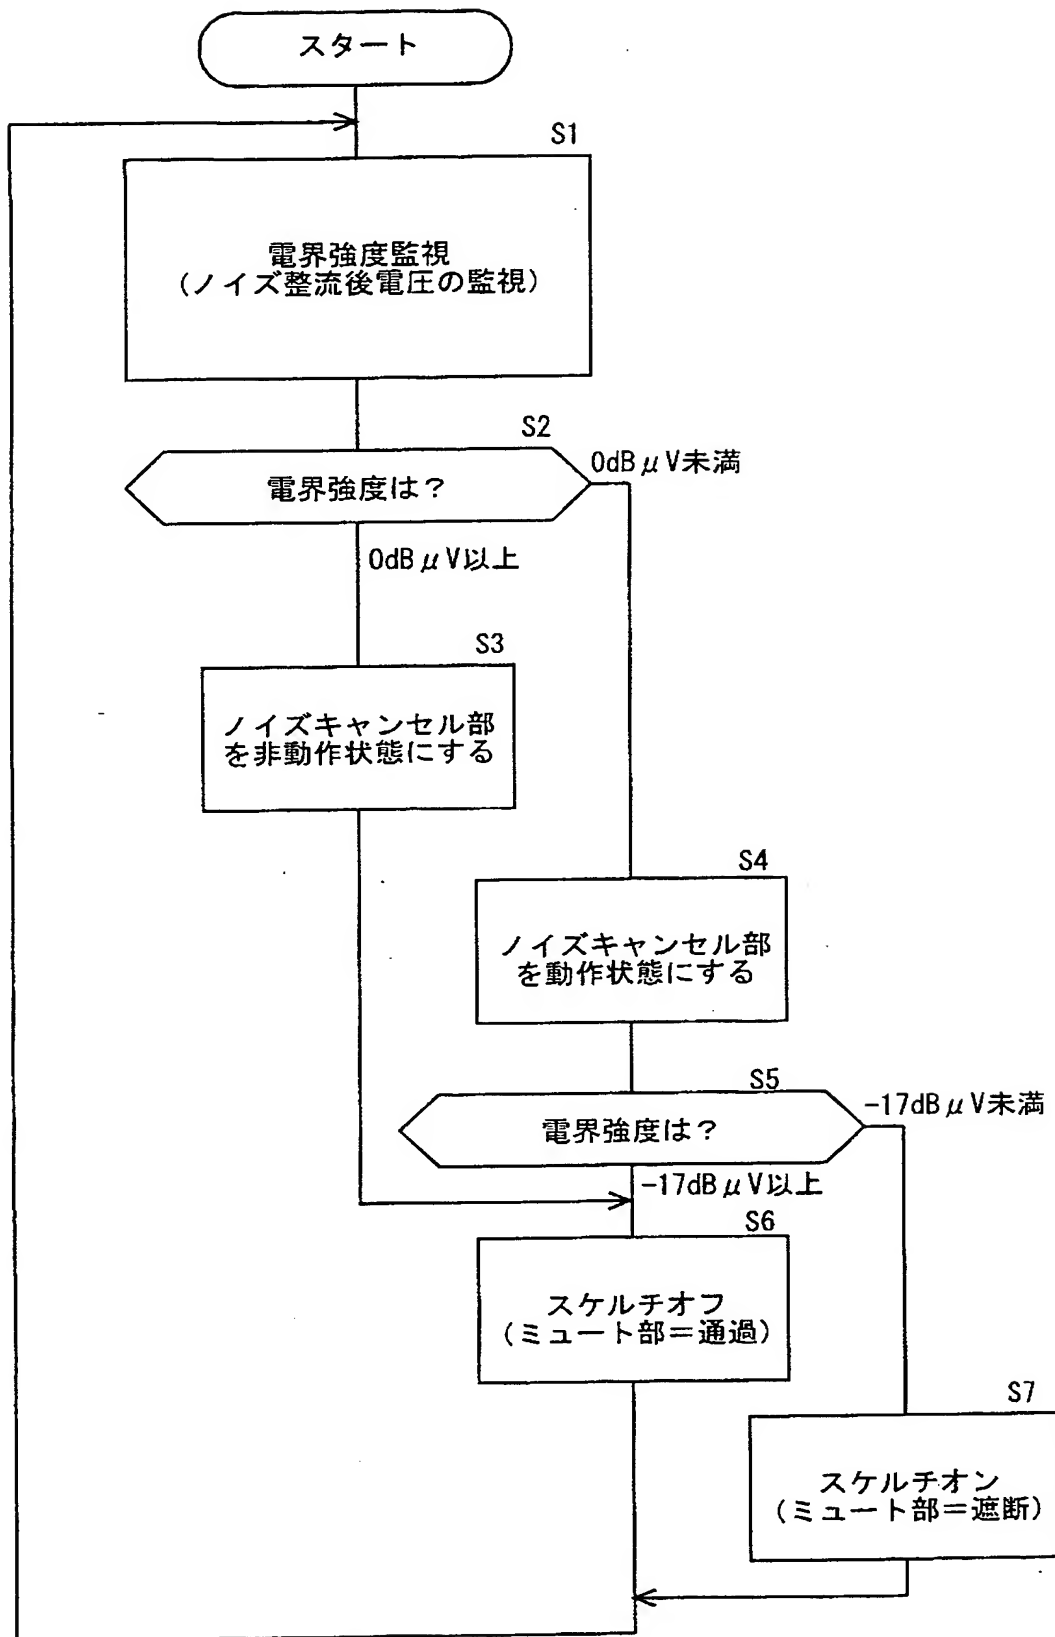 スタート
S1
電界強度監視
(ノイズ整流後電圧の監視)
S2
電界強度は?
0dBμV未満
0dBμV以上
S3
ノイズキャンセル部
を非動作状態にする
S4
ノイズキャンセル部
を動作状態にする
S5
電界強度は?
-17dBμV未満
-17dBμV以上
S6
スケルチオフ
(ミュート部=通過)
S7
スケルチオン
(ミュート部=遮断)